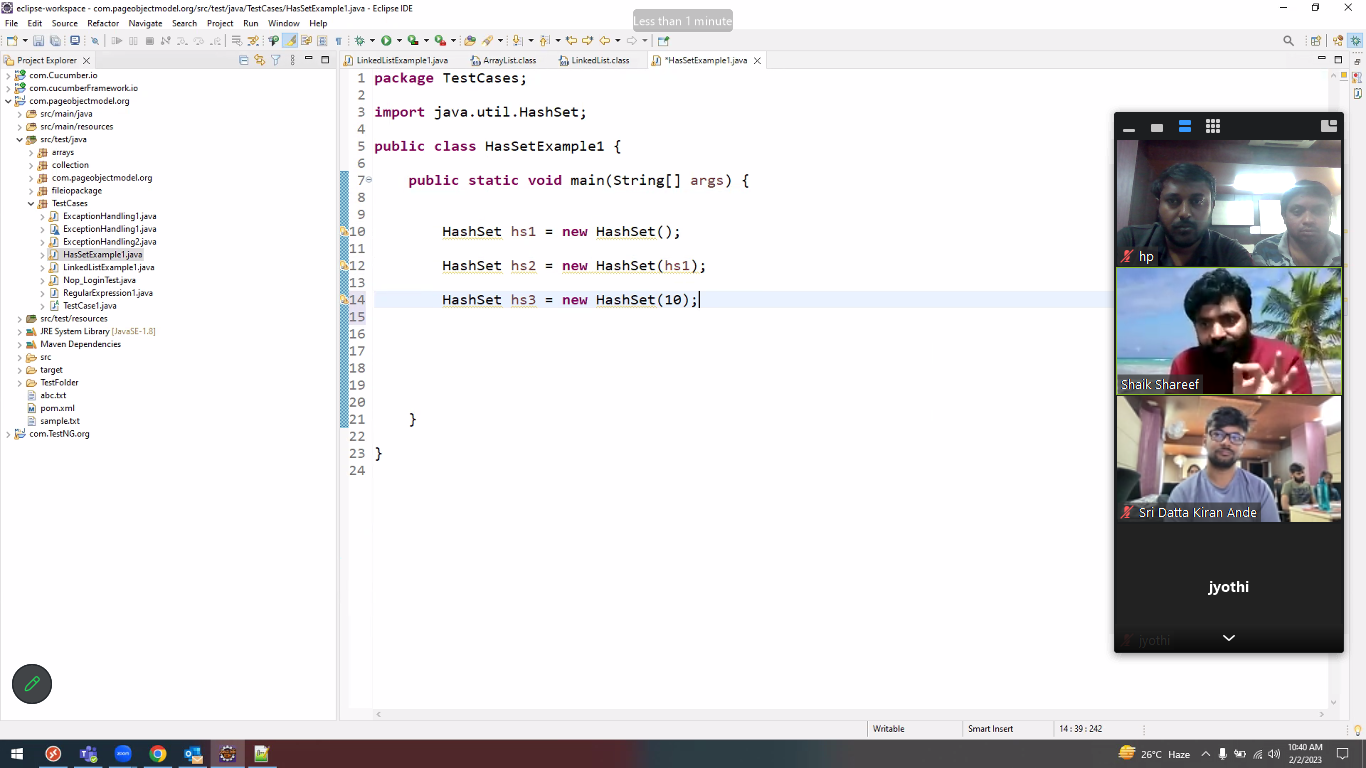 eclipse-workspace - com.pageobjectmodel.org/src/test/java/TestCases/HasSetExample1.java - Eclipse IDE
Less than 1 minute
File Edit Source Refactor Navigate Search Project Run Window Help
Project Explorer
com.Cucumber.io
com.cucumberFramework.io
com.pageobjectmodel.org
src/main/java
src/main/resources
src/test/java
arrays
collection
com.pageobjectmodel.org
fileiopackage
TestCases
ExceptionHandling1.java
ExceptionHandling1.java
ExceptionHandling2.java
HasSetExample1.java
LinkedListExample1.java
Nop_LoginTest.java
RegularExpression1.java
TestCase1.java
src/test/resources
JRE System Library [JavaSE-1.8]
Maven Dependencies
src
target
TestFolder
abc.txt
pom.xml
sample.txt
com.TestNG.org
LinkedListExample1.java ArrayList.class LinkedList.class *HasSetExample1.java
1 package TestCases;
2
3 import java.util.HashSet;
4
5 public class HasSetExample1 {
6
7 public static void main(String[] args) {
8
9
10 HashSet hs1 = new HashSet();
11
12 HashSet hs2 = new HashSet(hs1);
13
14 HashSet hs3 = new HashSet(10);
15
16
17
18
19
20
21 }
22
23 }
24
hp
Shaik Shareef
Sri Datta Kiran Ande
jyothi
jyothi
Writable Smart Insert 14 : 39 : 242
26°C Haze
10:40 AM
2/2/2023